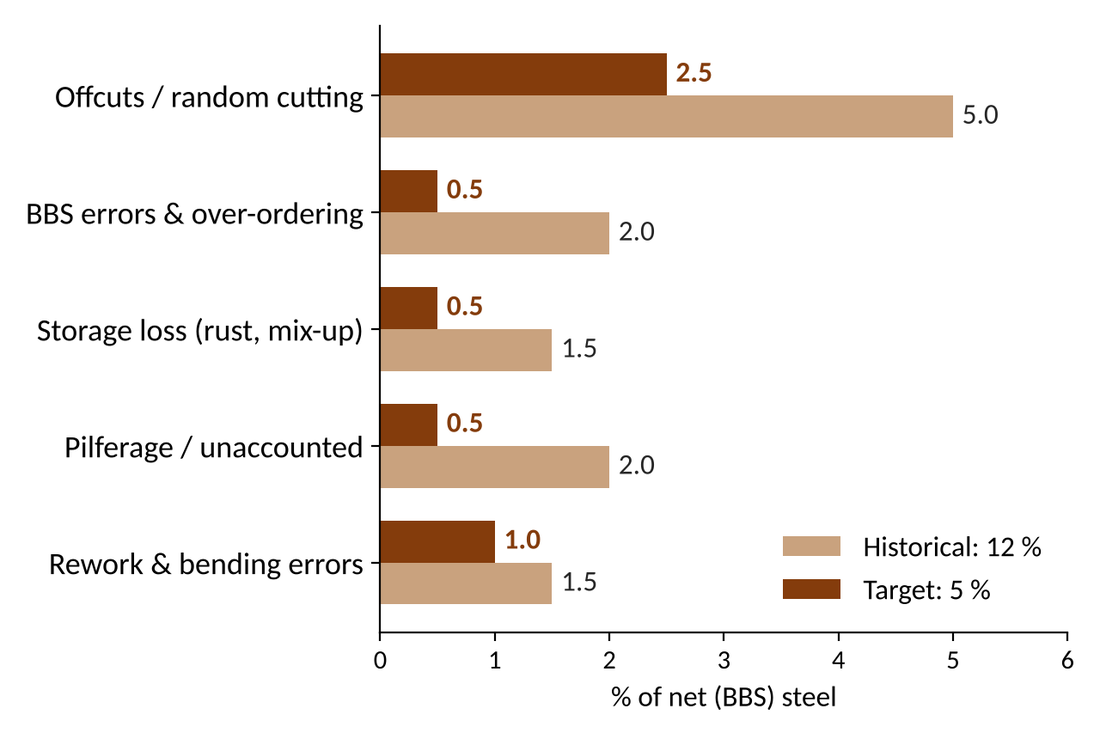 Offcuts / random cutting
2.5
5.0
BBS errors & over-ordering
0.5
2.0
Storage loss (rust, mix-up)
0.5
1.5
Pilferage / unaccounted
0.5
2.0
Rework & bending errors
1.0
1.5
Historical: 12 %
Target: 5 %
0 1 2 3 4 5 6
% of net (BBS) steel